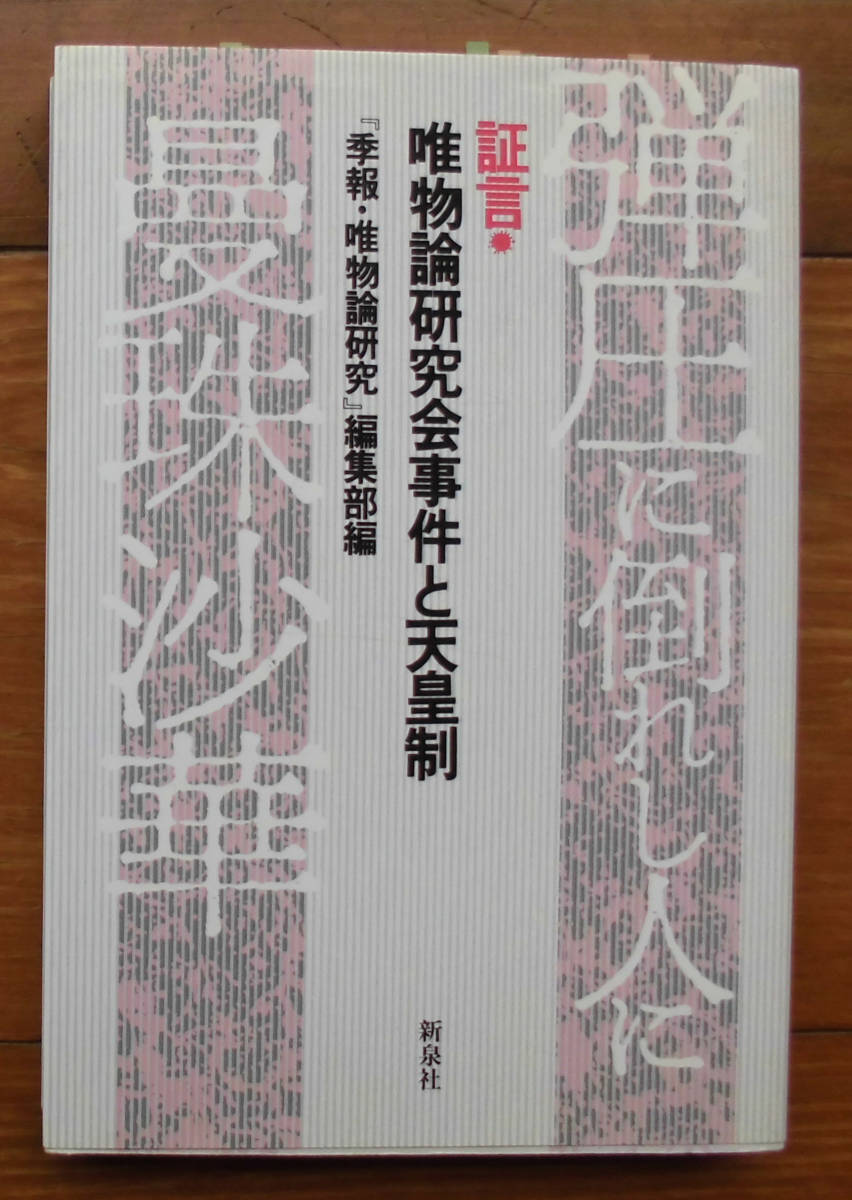 弾圧に倒れし人に
証言・
唯物論研究会事件と天皇制
『季報・唯物論研究』編集部編
新泉社
曼珠沙華